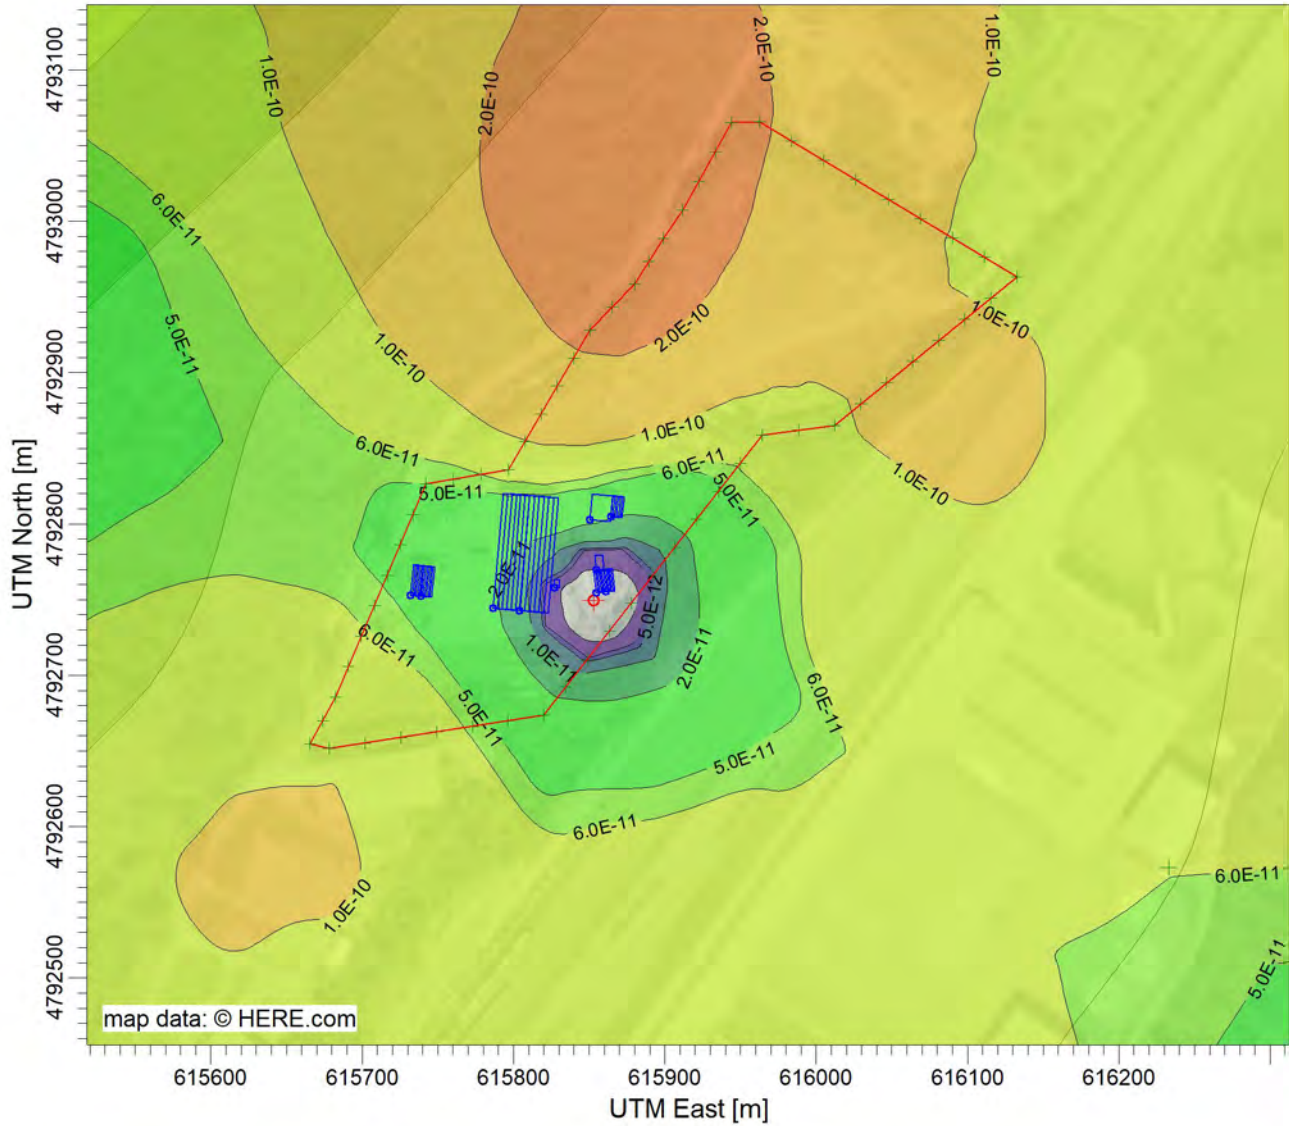 2.0E-10
1.0E-10
1.0E-10
2.0E-10
6.0E-11
5.0E-11
1.0E-10
2.0E-10
1.0E-10
1.0E-10
6.0E-11
6.0E-11
5.0E-11
5.0E-11
1.0E-10
2.0E-11
5.0E-12
6.0E-11
1.0E-11
2.0E-11
5.0E-11
6.0E-11
5.0E-11
6.0E-11
1.0E-10
6.0E-11
5.0E-11
4793100
4793000
4792900
4792800
4792700
4792600
4792500
UTM North [m]
map data: © HERE.com
615600 615700 615800 615900 616000 616100 616200
UTM East [m]